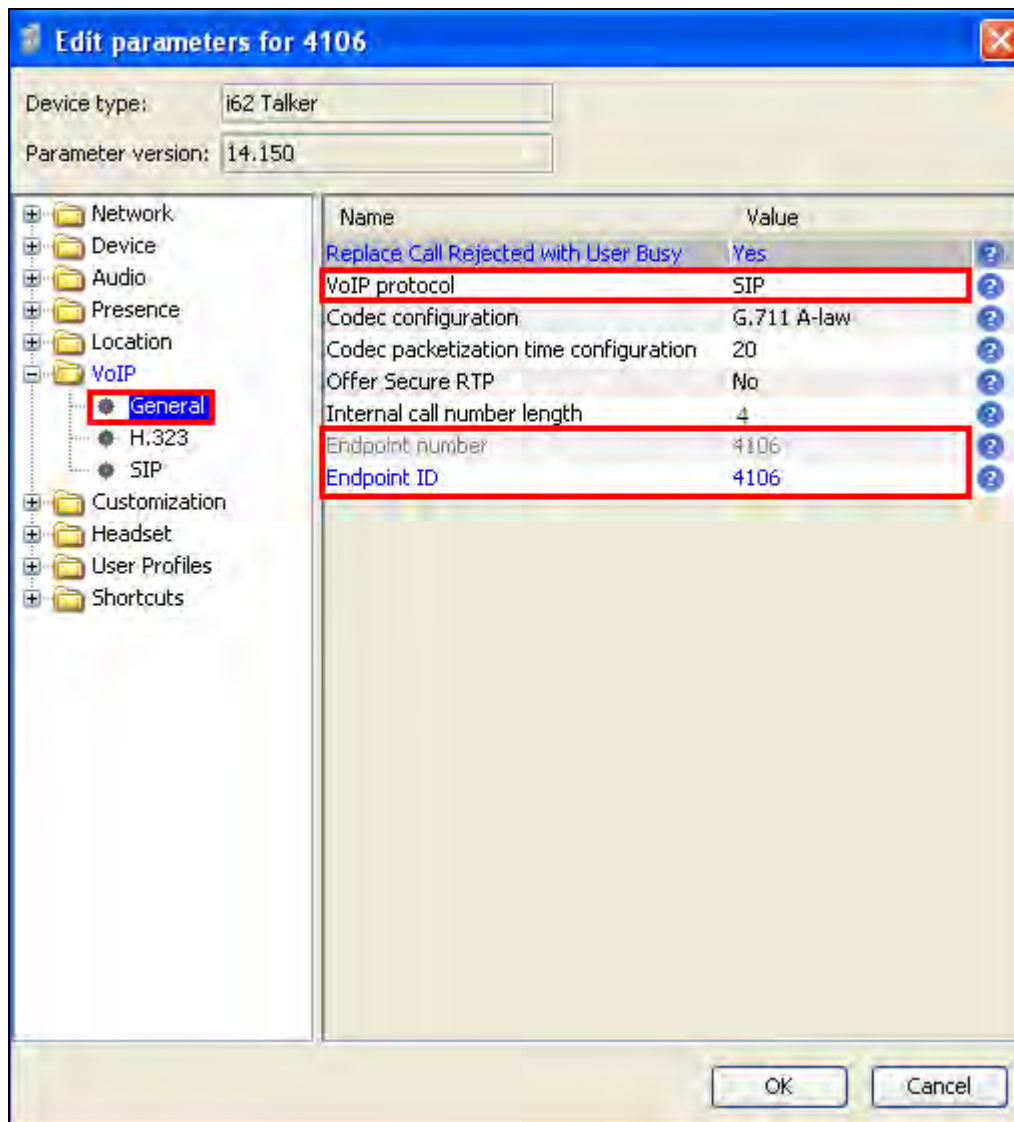 Edit parameters for 4106
Device type: i62 Talker
Parameter version: 14.150
Network
Device
Audio
Presence
Location
VoIP
General
H.323
SIP
Customization
Headset
User Profiles
Shortcuts
Name Value
Replace Call Rejected with User Busy Yes
VoIP protocol SIP
Codec configuration G.711 A-law
Codec packetization time configuration 20
Offer Secure RTP No
Internal call number length 4
Endpoint number 4106
Endpoint ID 4106
OK Cancel